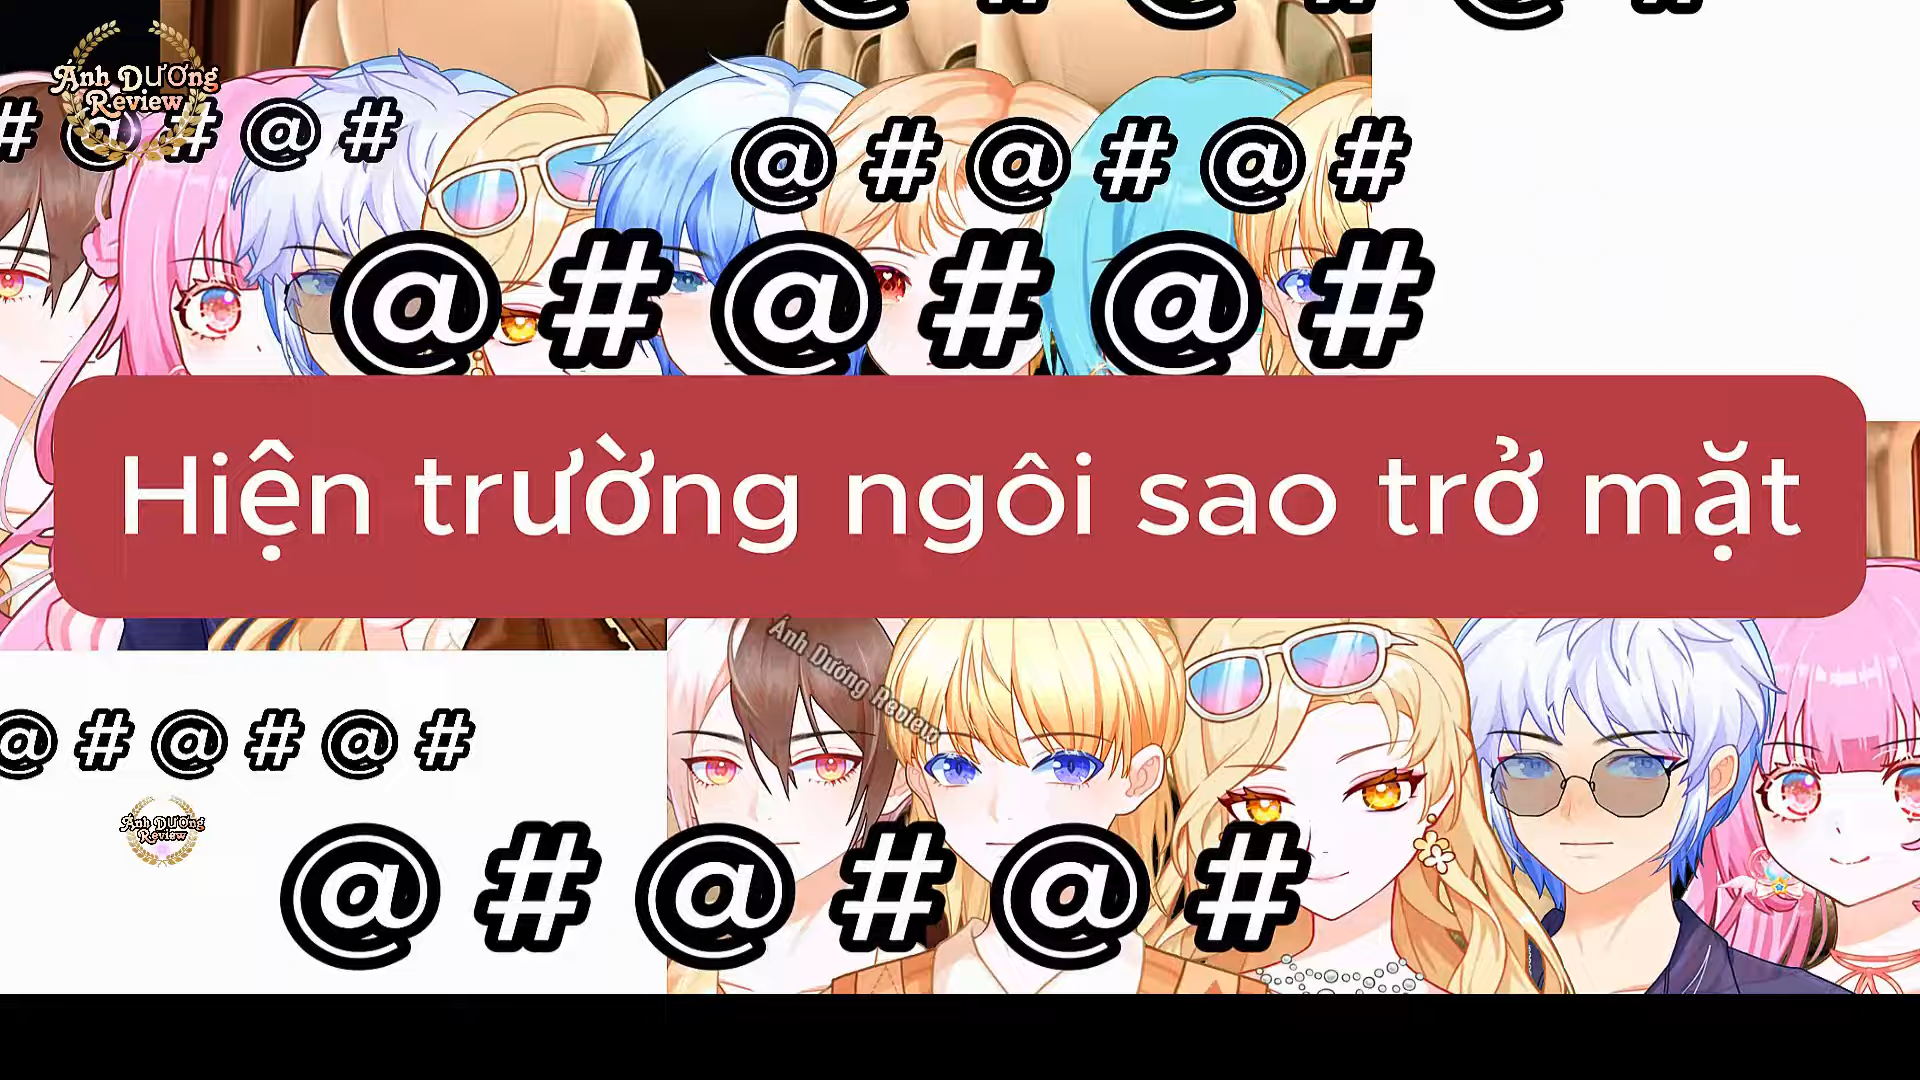 @ # @ # @ #
Ánh Dương
Review
# @ # @ #
@ # @ # @ #
@ # @ # @ #
Hiện trường ngôi sao trở mặt
Ánh Dương Review
@ # @ # @ #
Ánh Dương
Review
@ # @ # @ #